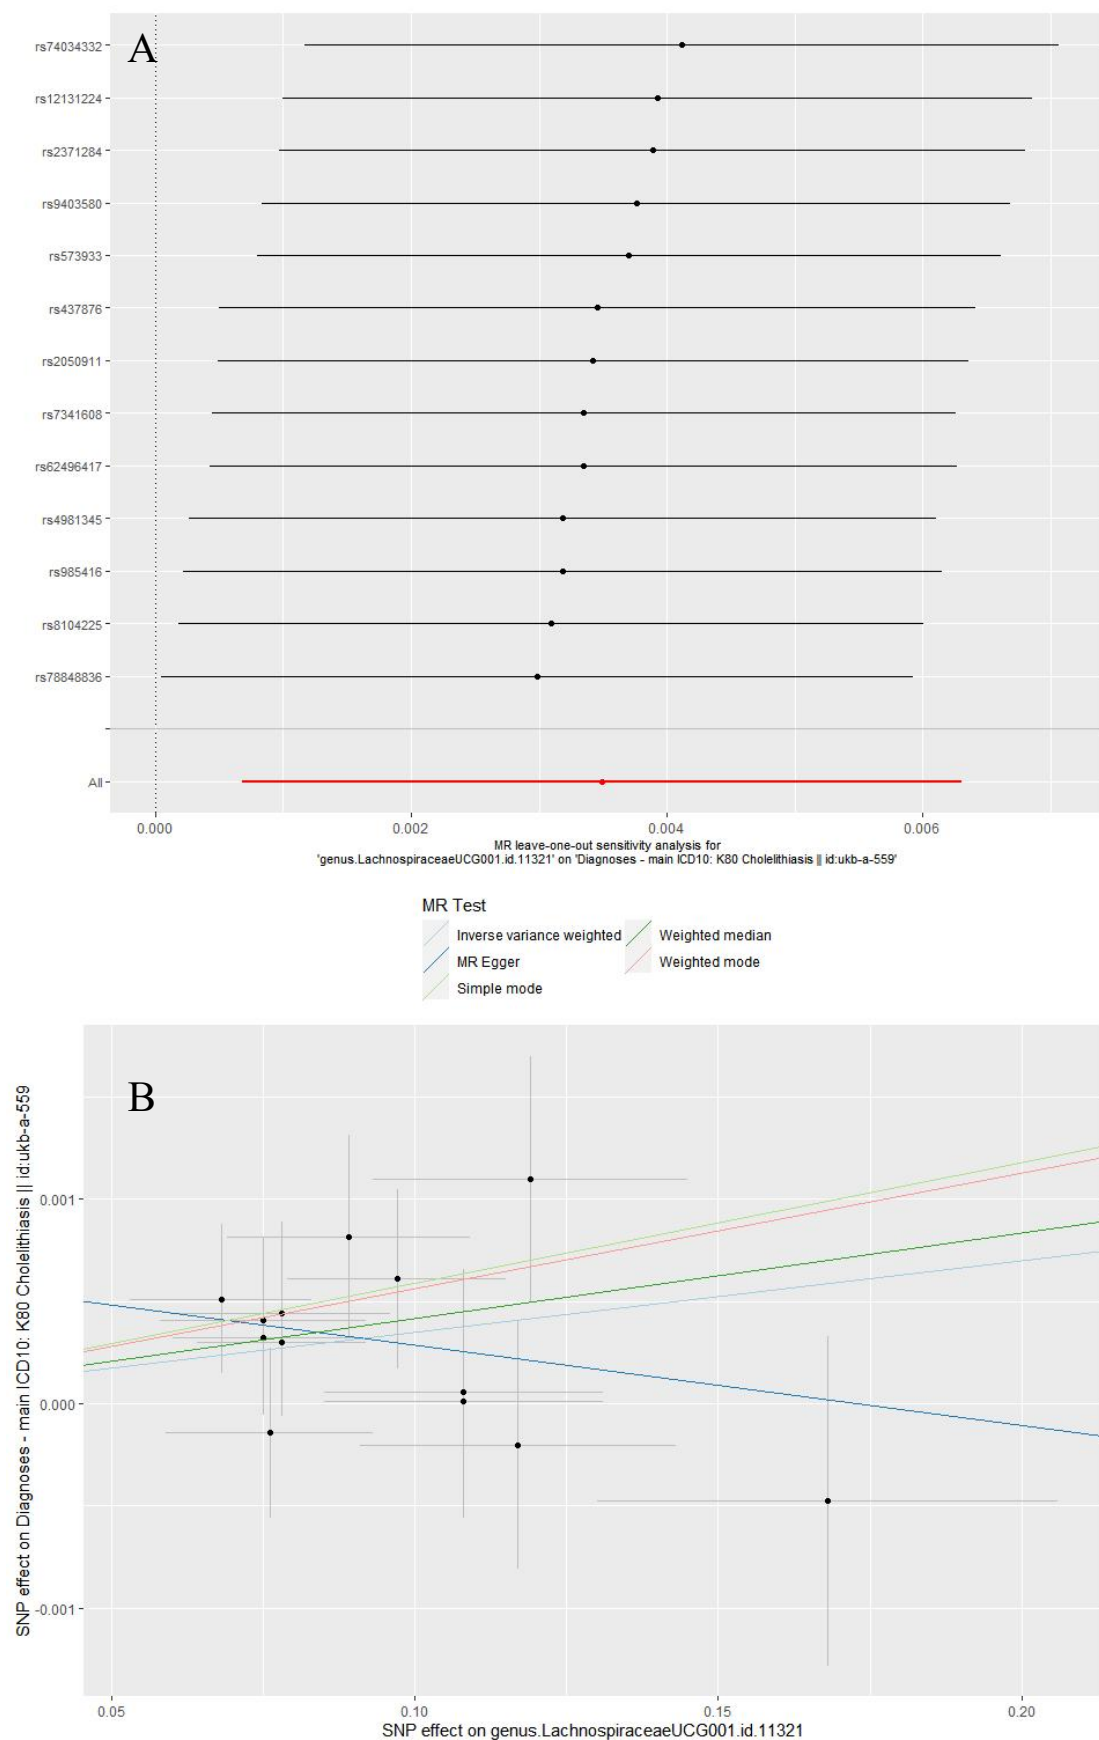 A
rs74034332
rs12131224
rs2371284
rs9403580
rs573933
rs437876
rs2050911
rs7341608
rs62496417
rs4981345
rs985416
rs8104225
rs78848836
All
0.000 0.002 0.004 0.006
MR leave-one-out sensitivity analysis for
'genus.LachnospiraceaeUCG001.id.11321' on 'Diagnoses - main ICD10: K80 Cholelithiasis || id:ukb-a-559'
MR Test
Inverse variance weighted Weighted median
MR Egger Weighted mode
Simple mode
B
SNP effect on Diagnoses - main ICD10: K80 Cholelithiasis || id:ukb-a-559
0.001
0.000
-0.001
0.05 0.10 0.15 0.20
SNP effect on genus.LachnospiraceaeUCG001.id.11321